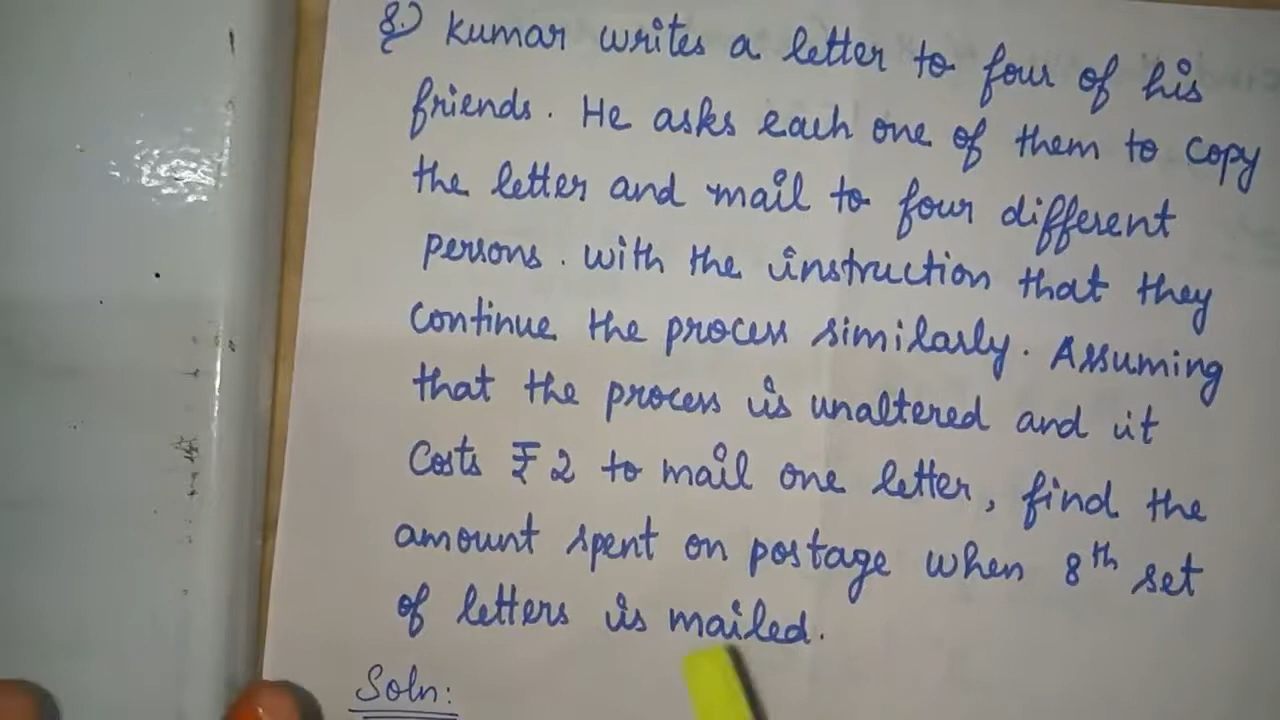 8.) Kumar writes a letter to four of his
friends. He asks each one of them to copy
the letter and mail to four different
persons. with the instruction that they
continue the process similarly. Assuming
that the process is unaltered and it
costs ₹ 2 to mail one letter, find the
amount spent on postage when 8th set
of letters is mailed.
Soln: